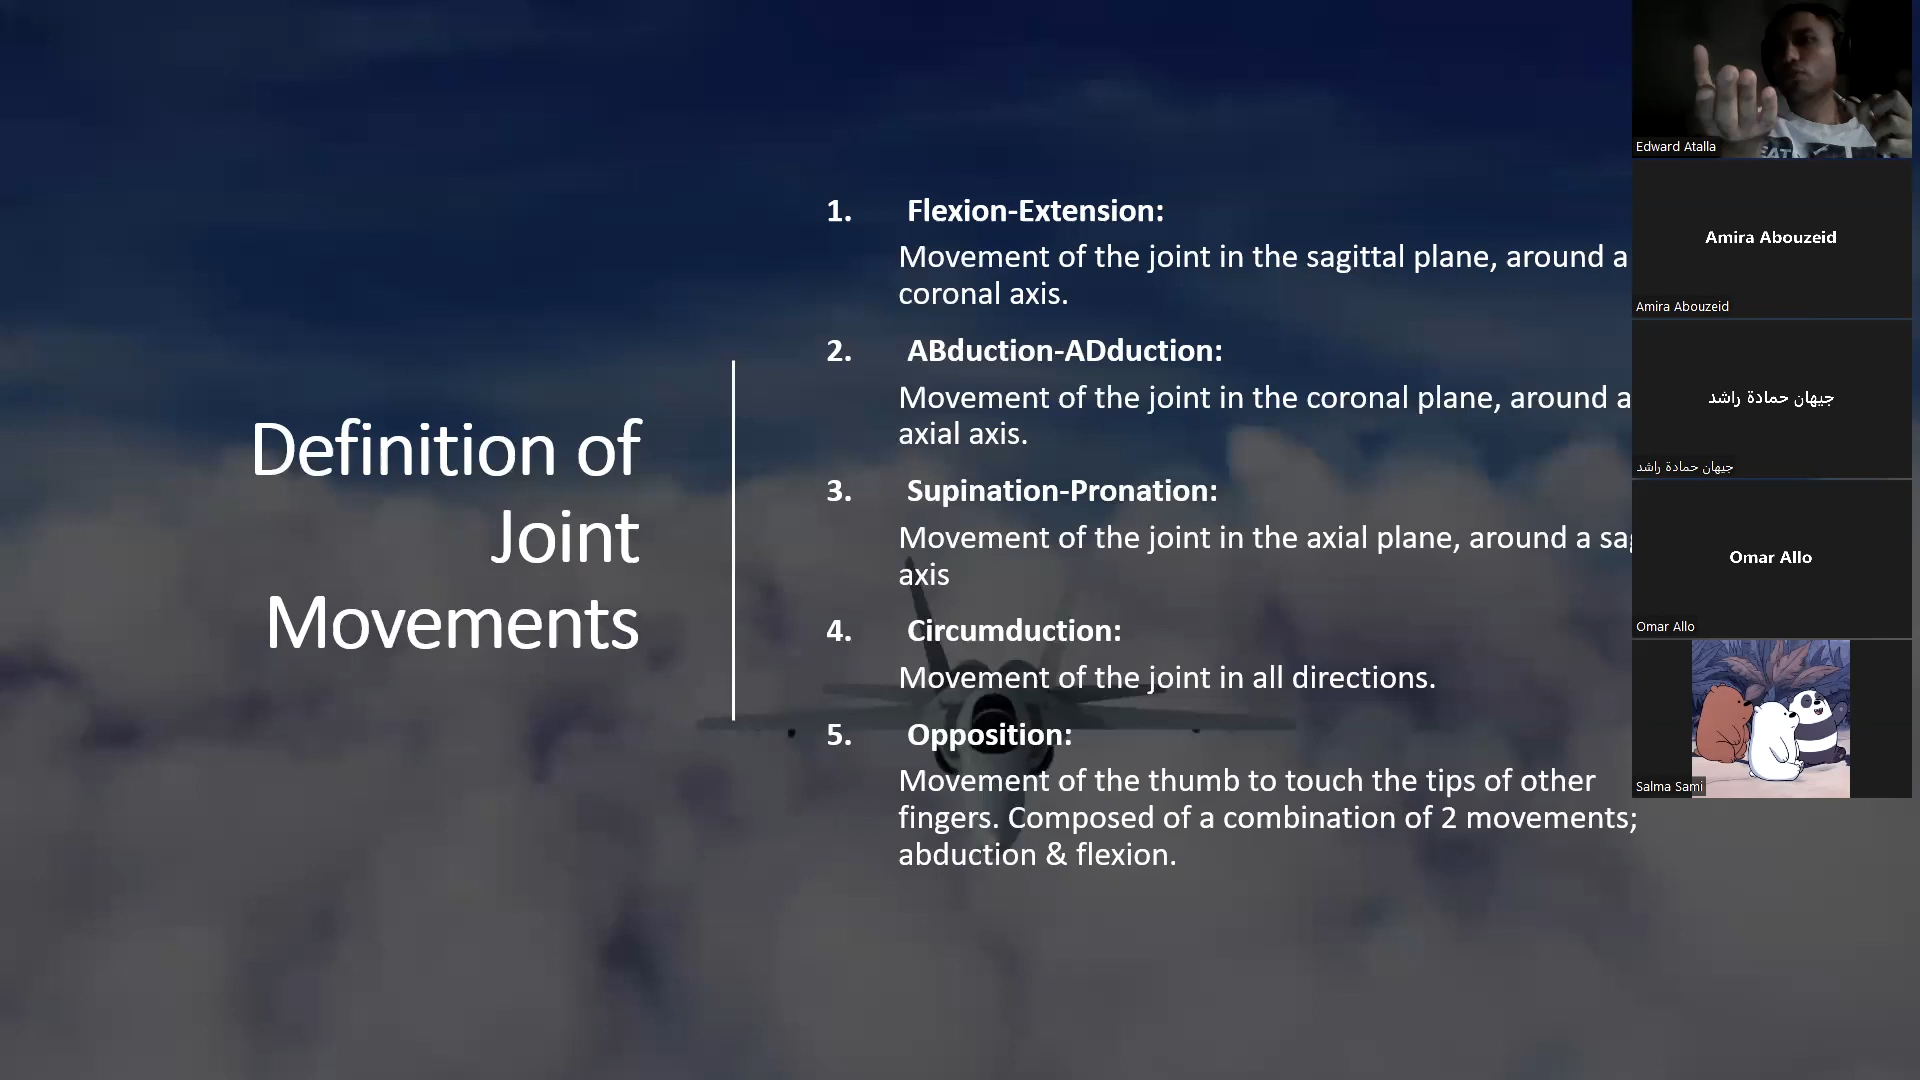 Definition of
Joint
Movements
1. Flexion-Extension:
Movement of the joint in the sagittal plane, around a
coronal axis.
2. ABduction-ADduction:
Movement of the joint in the coronal plane, around a
axial axis.
3. Supination-Pronation:
Movement of the joint in the axial plane, around a
axis
4. Circumduction:
Movement of the joint in all directions.
5. Opposition:
Movement of the thumb to touch the tips of other
fingers. Composed of a combination of 2 movements;
abduction & flexion.
Edward Atalla
Amira Abouzeid
Amira Abouzeid
جيهان حمادة راشد
جيهان حمادة راشد
Omar Allo
Omar Allo
Salma Sami